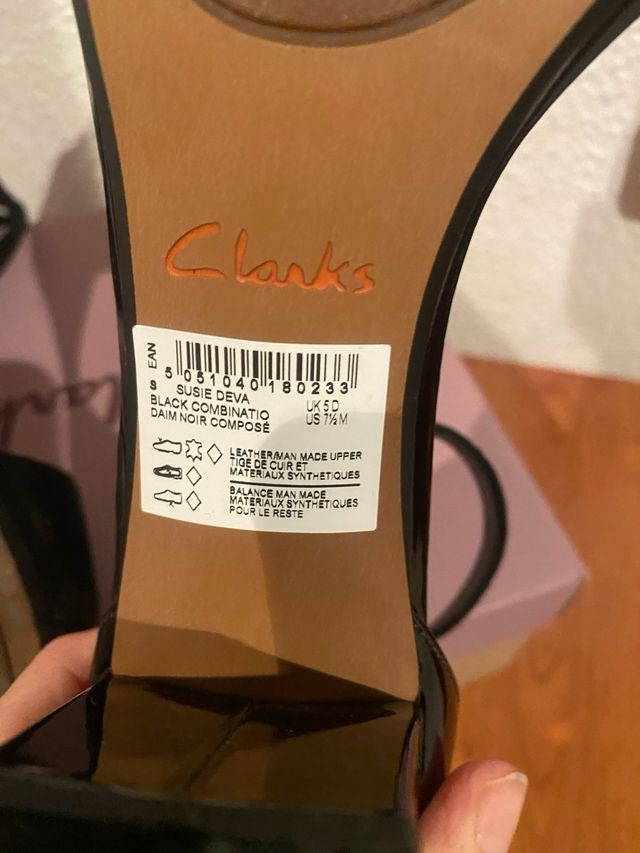 Clarks
EAN
5 051040 180233
S SUSIE DEVA
BLACK COMBINATIO UK 5 D
DAIM NOIR COMPOSÉ US 7½ M
LEATHER/MAN MADE UPPER
TIGE DE CUIR ET
MATERIAUX SYNTHETIQUES
BALANCE MAN MADE
MATERIAUX SYNTHETIQUES
POUR LE RESTE